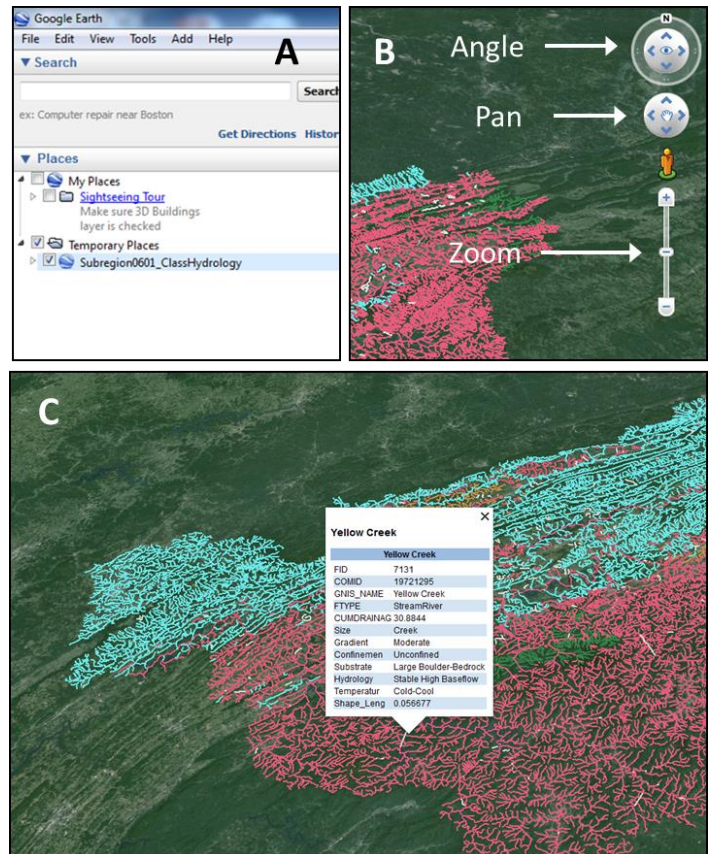 Google Earth
File Edit View Tools Add Help
A
▼ Search
Search
ex: Computer repair near Boston
Get Directions Histor
▼ Places
My Places
Sightseeing Tour
Make sure 3D Buildings
layer is checked
Temporary Places
Subregion0601_ClassHydrology
B
N
Angle
Pan
Zoom
C
Yellow Creek
Yellow Creek
FID 7131
COMID 19721295
GNIS_NAME Yellow Creek
FTYPE StreamRiver
CUMDRAINAG 30.8844
Size Creek
Gradient Moderate
Confinemen Unconfined
Substrate Large Boulder-Bedrock
Hydrology Stable High Baseflow
Temperatur Cold-Cool
Shape_Leng 0.056677